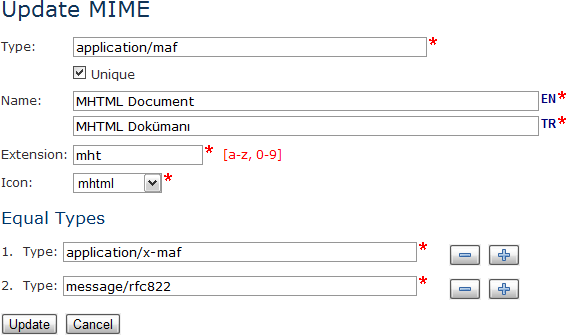 Update MIME
Type: application/maf *
Unique
Name: MHTML Document EN*
MHTML Dokümanı TR*
Extension: mht * [a-z, 0-9]
Icon: mhtml *
Equal Types
1. Type: application/x-maf *
2. Type: message/rfc822 *
Update Cancel